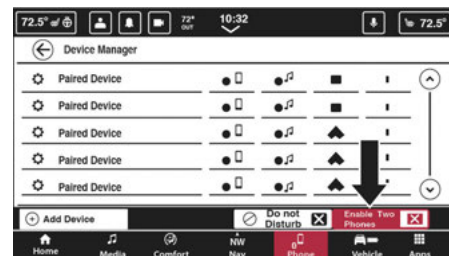 72.5° 72° OUT 10:32 72.5°
Device Manager
Paired Device
Paired Device
Paired Device
Paired Device
Paired Device
Add Device Do not Disturb Enable Two Phones
Home Media Comfort NW Nav 0 Phone Vehicle Apps